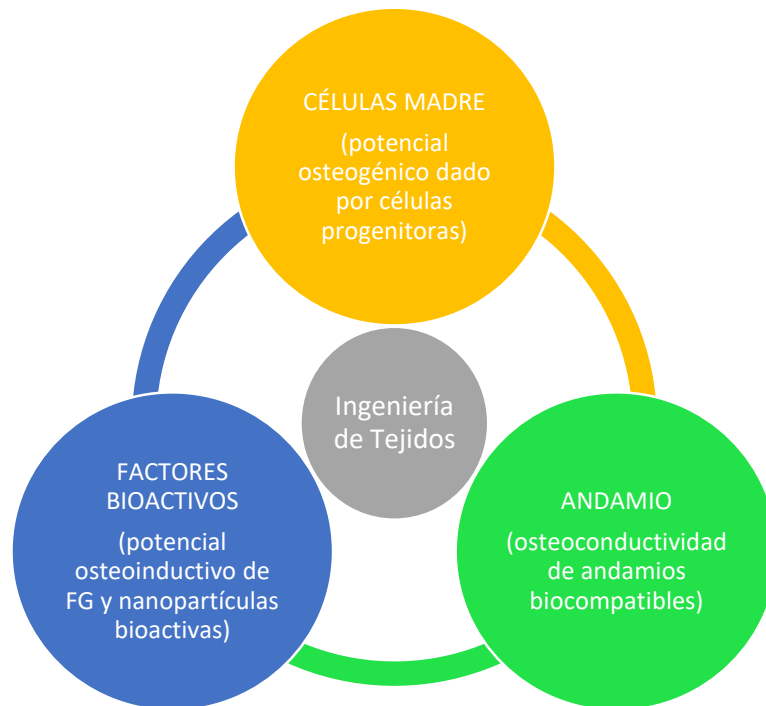 CÉLULAS MADRE
(potencial
osteogénico dado
por células
progenitoras)
Ingeniería
de Tejidos
FACTORES
BIOACTIVOS
(potencial
osteoinductivo de
FG y nanopartículas
bioactivas)
ANDAMIO
(osteoconductividad
de andamios
biocompatibles)